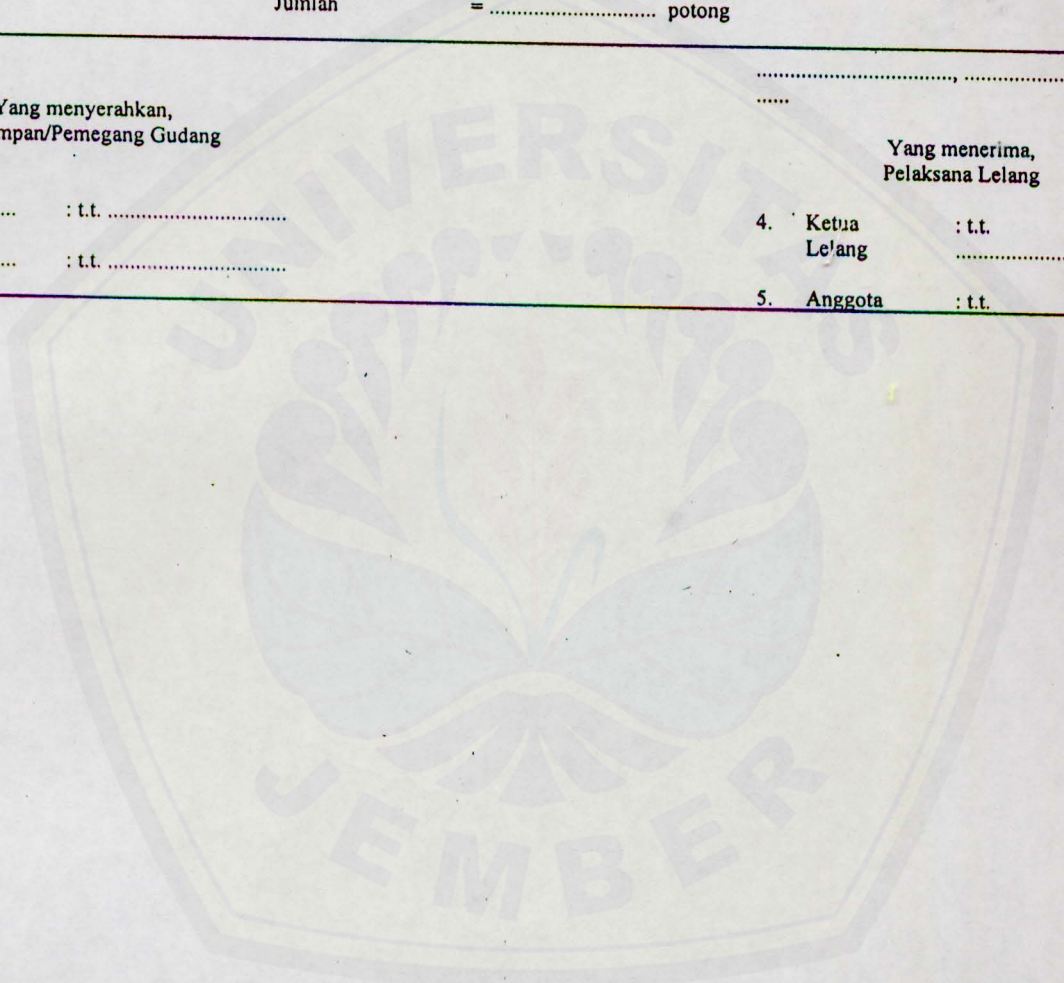 Jumlah = ............................ potong
................................., .................
......
Yang menyerahkan,
mpan/Pemegang Gudang
Yang menerima,
Pelaksana Lelang
... : t.t. ..............................
... : t.t. ..............................
4. Ketua Lelang : t.t. ..................
5. Anggota : t.t.
UNIVERSITAS
JEMBER